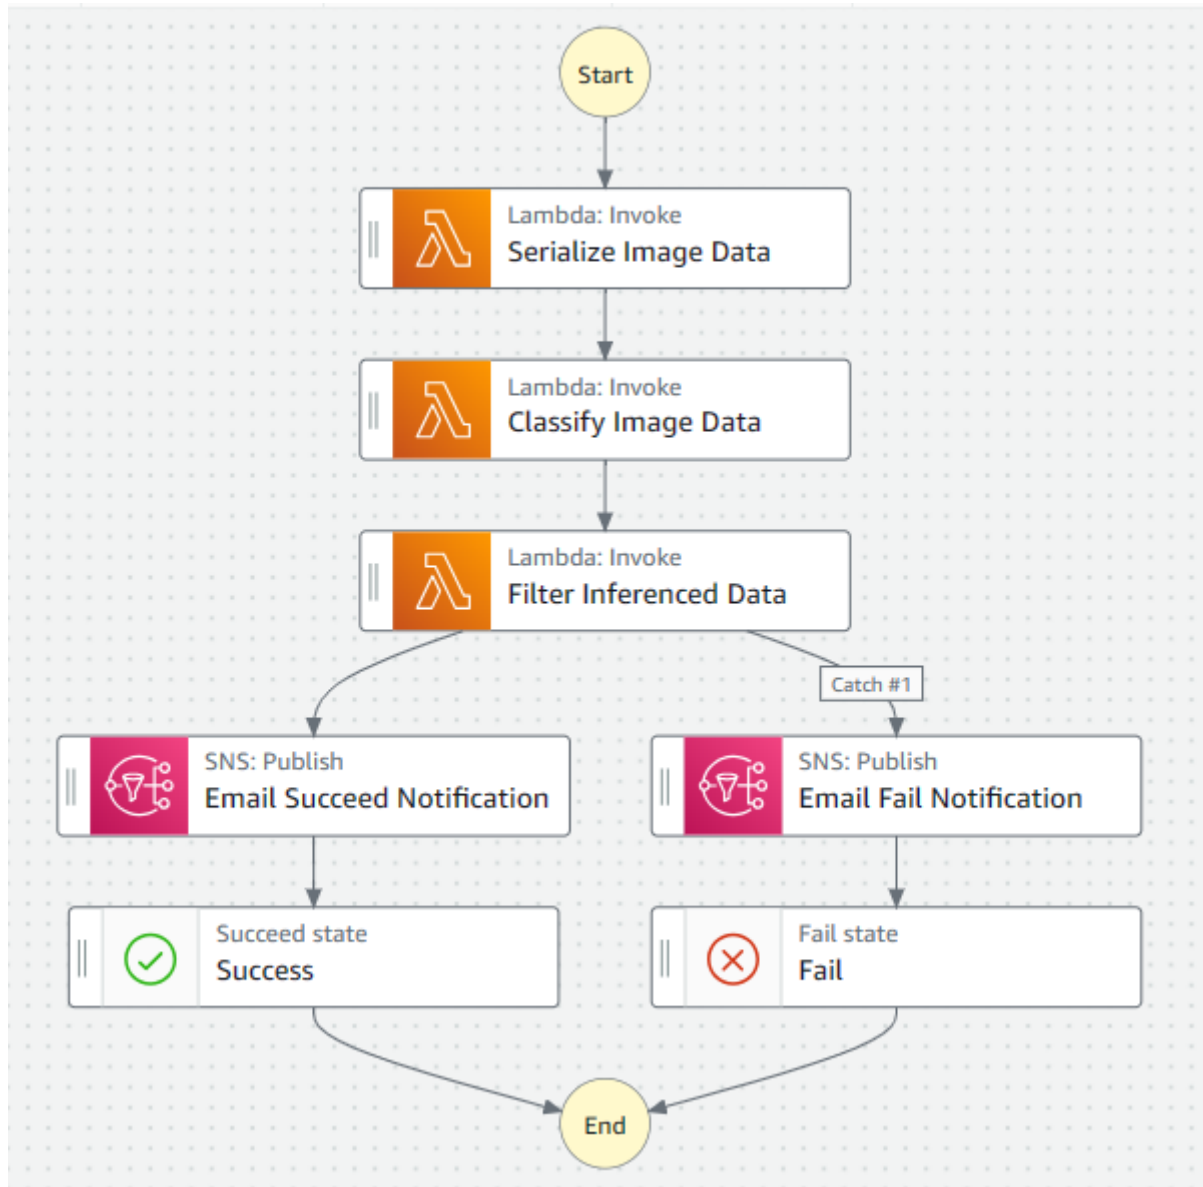 Start
Lambda: Invoke
Serialize Image Data
Lambda: Invoke
Classify Image Data
Lambda: Invoke
Filter Inferenced Data
Catch #1
SNS: Publish
Email Succeed Notification
SNS: Publish
Email Fail Notification
Succeed state
Success
Fail state
Fail
End